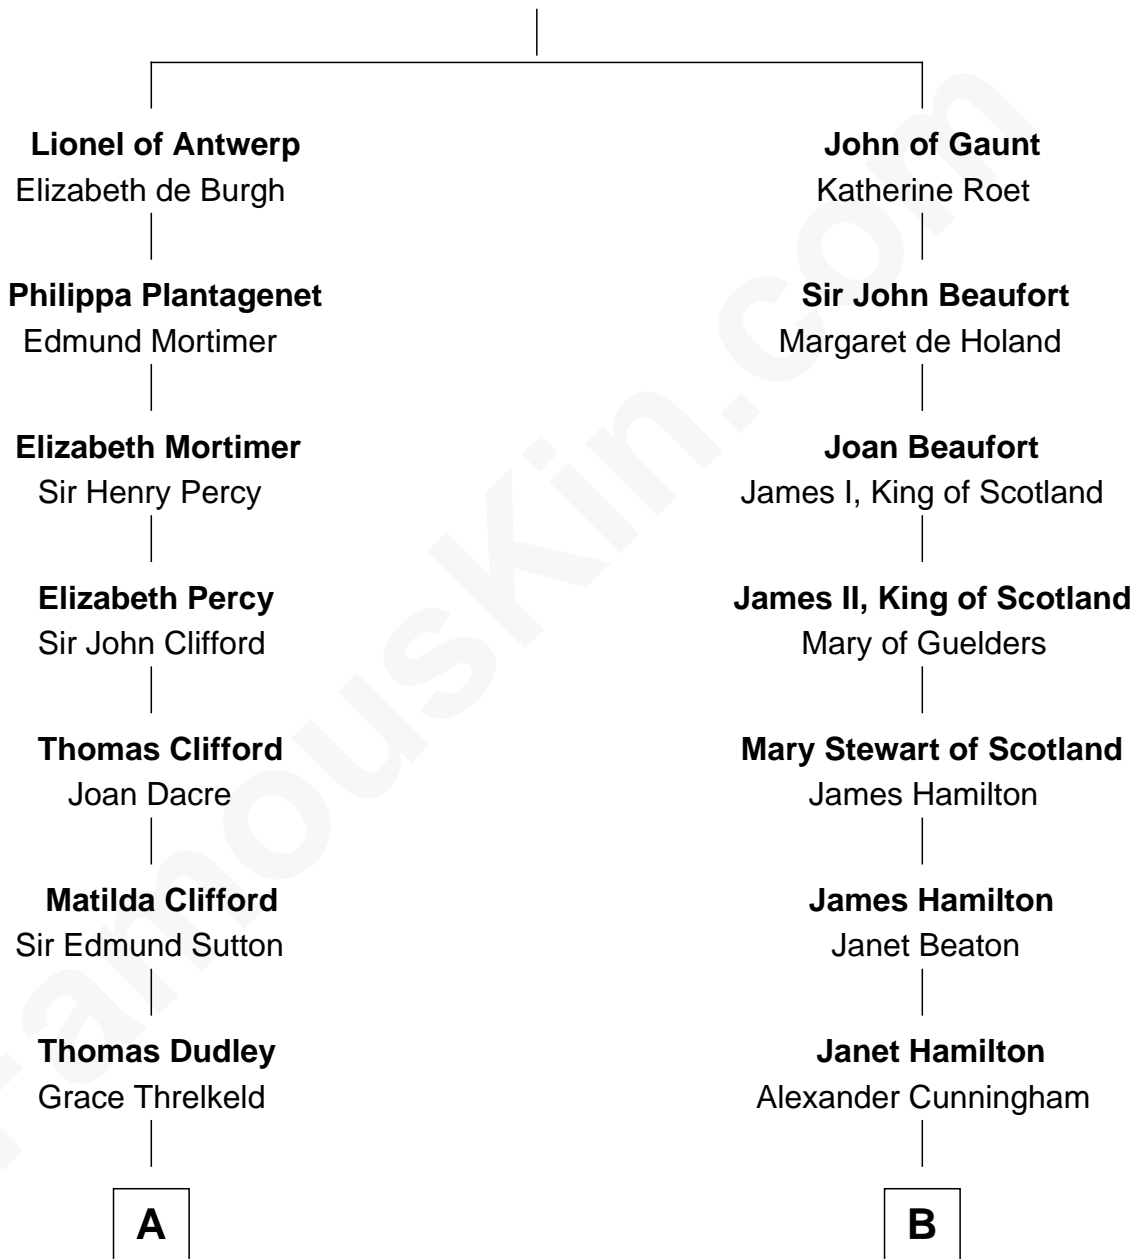 Lionel of Antwerp
Elizabeth de Burgh
Philippa Plantagenet
Edmund Mortimer
Elizabeth Mortimer
Sir Henry Percy
Elizabeth Percy
Sir John Clifford
Thomas Clifford
Joan Dacre
Matilda Clifford
Sir Edmund Sutton
Thomas Dudley
Grace Threlkeld
A
John of Gaunt
Katherine Roet
Sir John Beaufort
Margaret de Holand
Joan Beaufort
James I, King of Scotland
James II, King of Scotland
Mary of Guelders
Mary Stewart of Scotland
James Hamilton
James Hamilton
Janet Beaton
Janet Hamilton
Alexander Cunningham
B
FamousKin.com